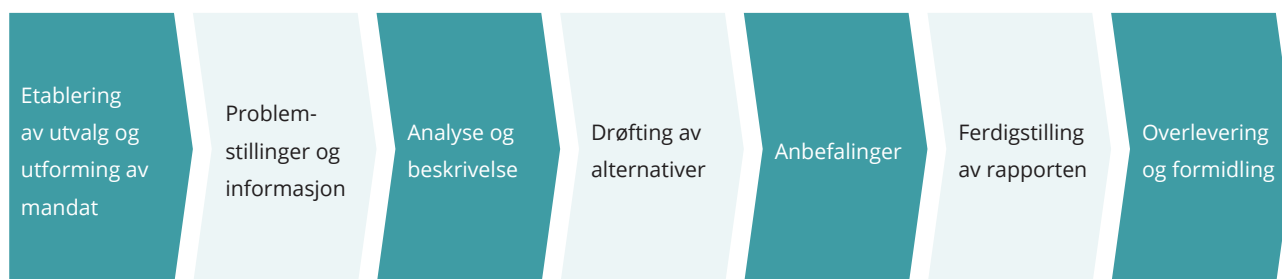 Etablering
av utvalg og
utforming av
mandat
Problem-
stillinger og
informasjon
Analyse og
beskrivelse
Drøfting av
alternativer
Anbefalinger
Ferdigstilling
av rapporten
Overlevering
og formidling